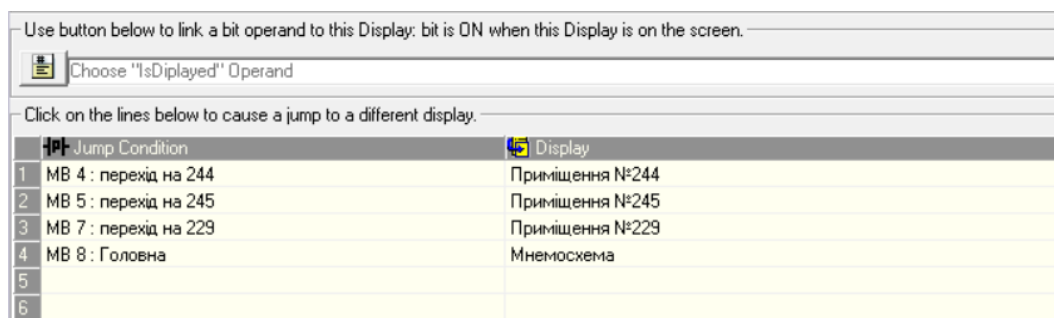 Use button below to link a bit operand to this Display: bit is ON when this Display is on the screen.
Choose "IsDiplayed" Operand
Click on the lines below to cause a jump to a different display.
Jump Condition Display
1 MB 4 : перехід на 244 Приміщення №244
2 MB 5 : перехід на 245 Приміщення №245
3 MB 7 : перехід на 229 Приміщення №229
4 MB 8 : Головна Мнемосхема
5
6